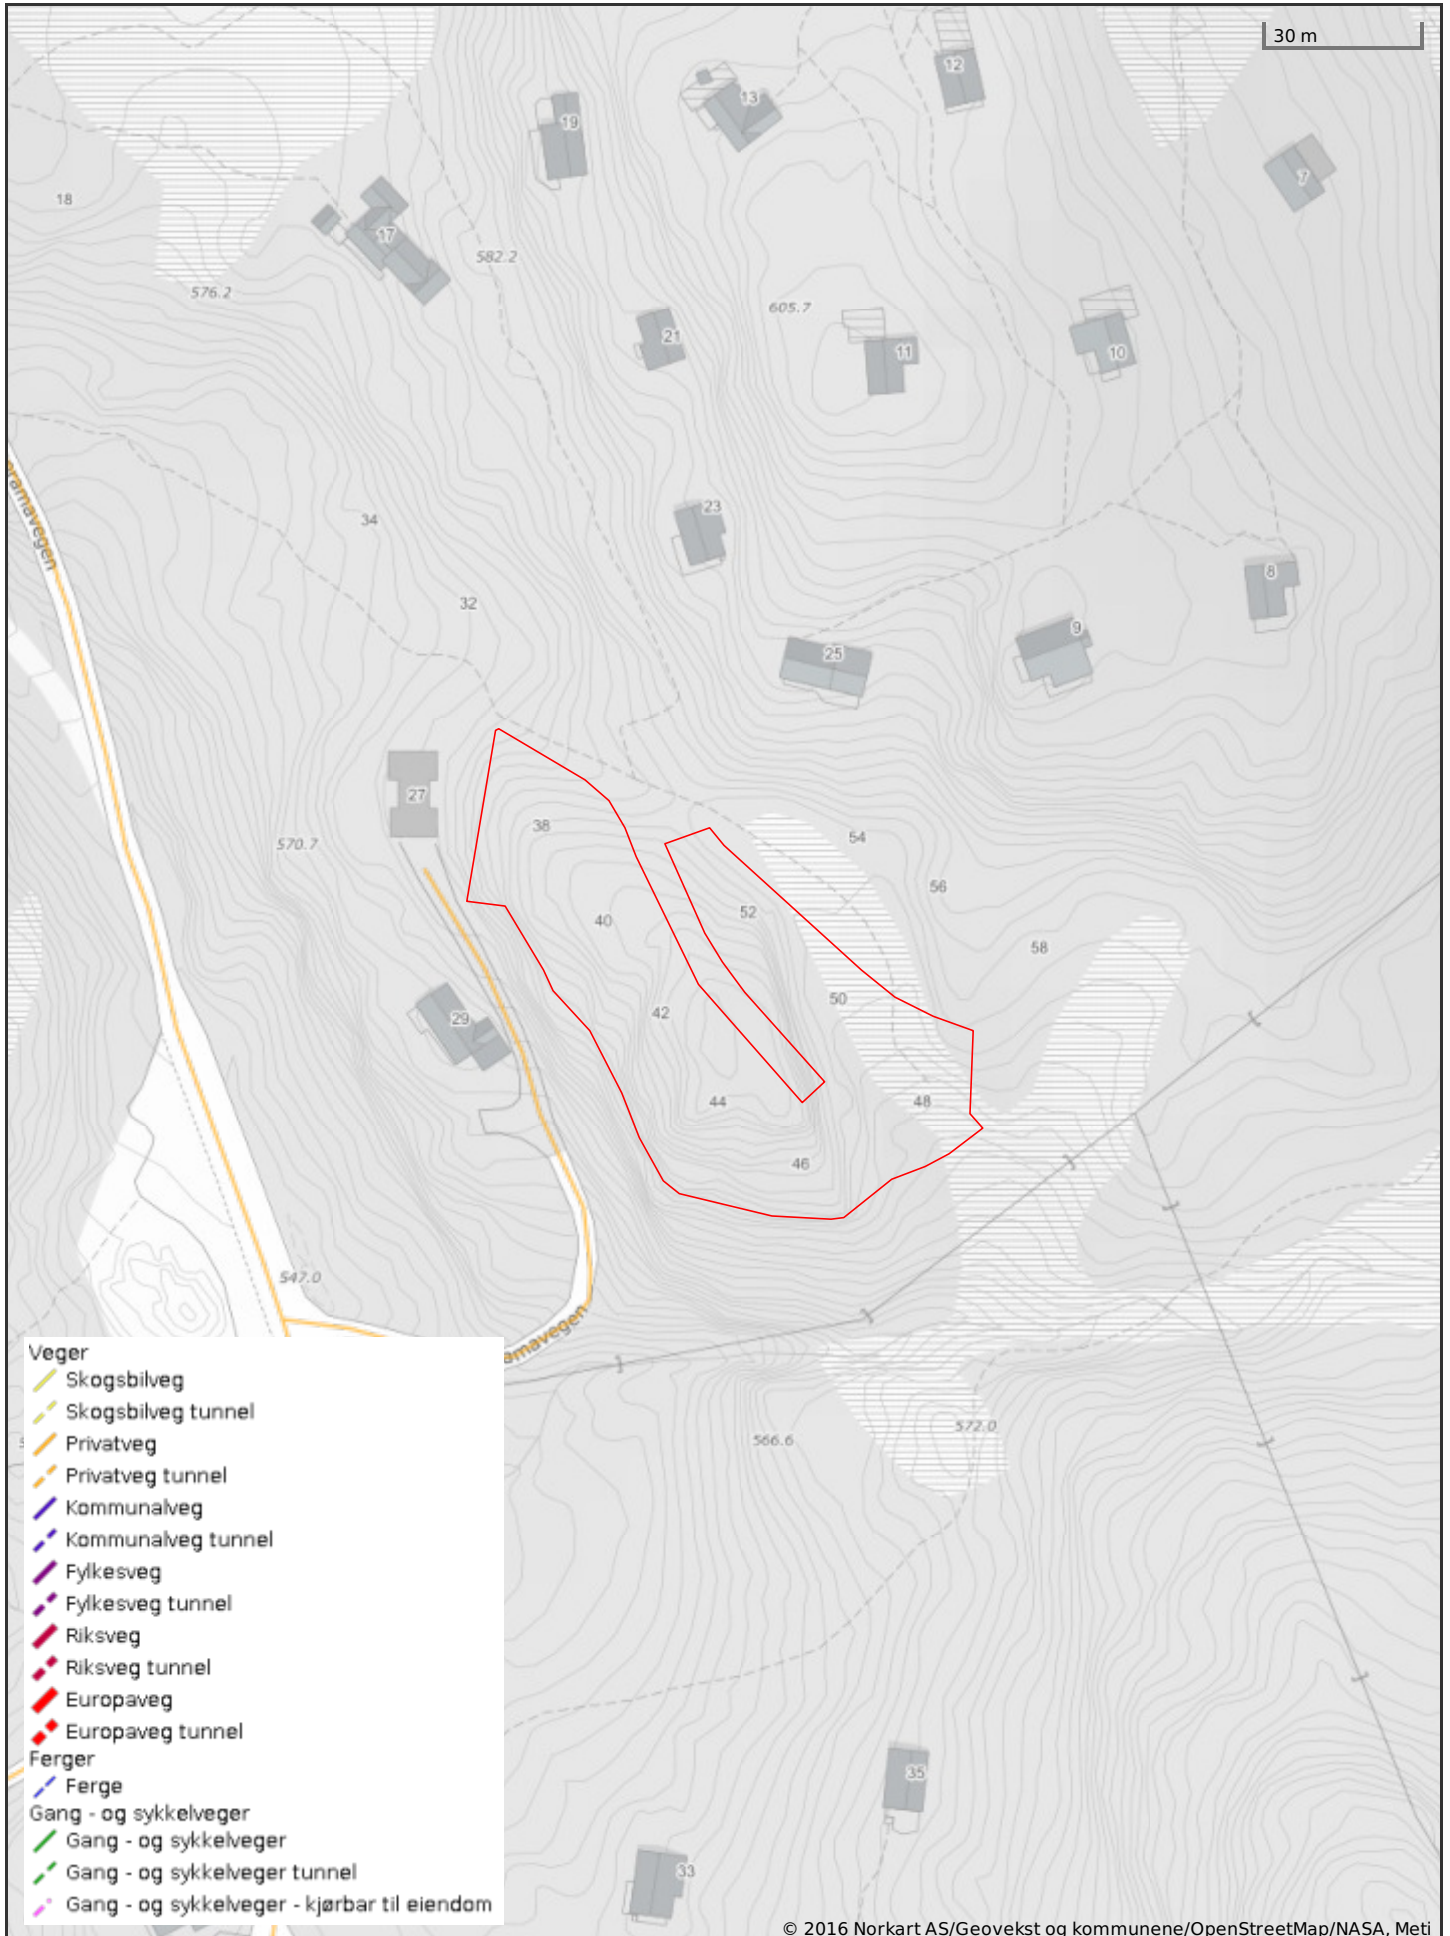 30 m
12
13
19
7
18
17
582.2
576.2
605.7
21
11
10
ramavegen
23
34
8
32
9
25
27
38
54
570.7
56
52
40
58
50
42
29
44
48
46
547.0
amavegen
572.0
566.6
35
33
Veger
Skogsbilveg
Skogsbilveg tunnel
Privatveg
Privatveg tunnel
Kommunalveg
Kommunalveg tunnel
Fylkesveg
Fylkesveg tunnel
Riksveg
Riksveg tunnel
Europaveg
Europaveg tunnel
Ferger
Ferge
Gang - og sykkelveger
Gang - og sykkelveger
Gang - og sykkelveger tunnel
Gang - og sykkelveger - kjørbar til eiendom
© 2016 Norkart AS/Geovekst og kommunene/OpenStreetMap/NASA, Meti